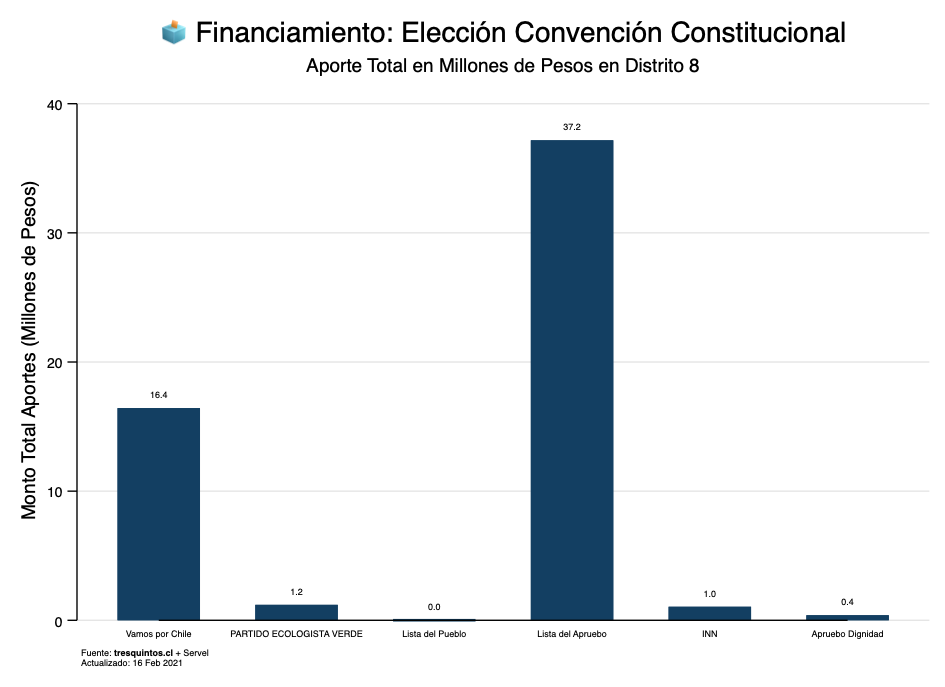 Financiamiento: Elección Convención Constitucional
Aporte Total en Millones de Pesos en Distrito 8
Monto Total Aportes (Millones de Pesos)
40
30
20
10
0
16.4
1.2
0.0
37.2
1.0
0.4
Vamos por Chile
PARTIDO ECOLOGISTA VERDE
Lista del Pueblo
Lista del Apruebo
INN
Apruebo Dignidad
Fuente: tresquintos.cl + Servel
Actualizado: 16 Feb 2021